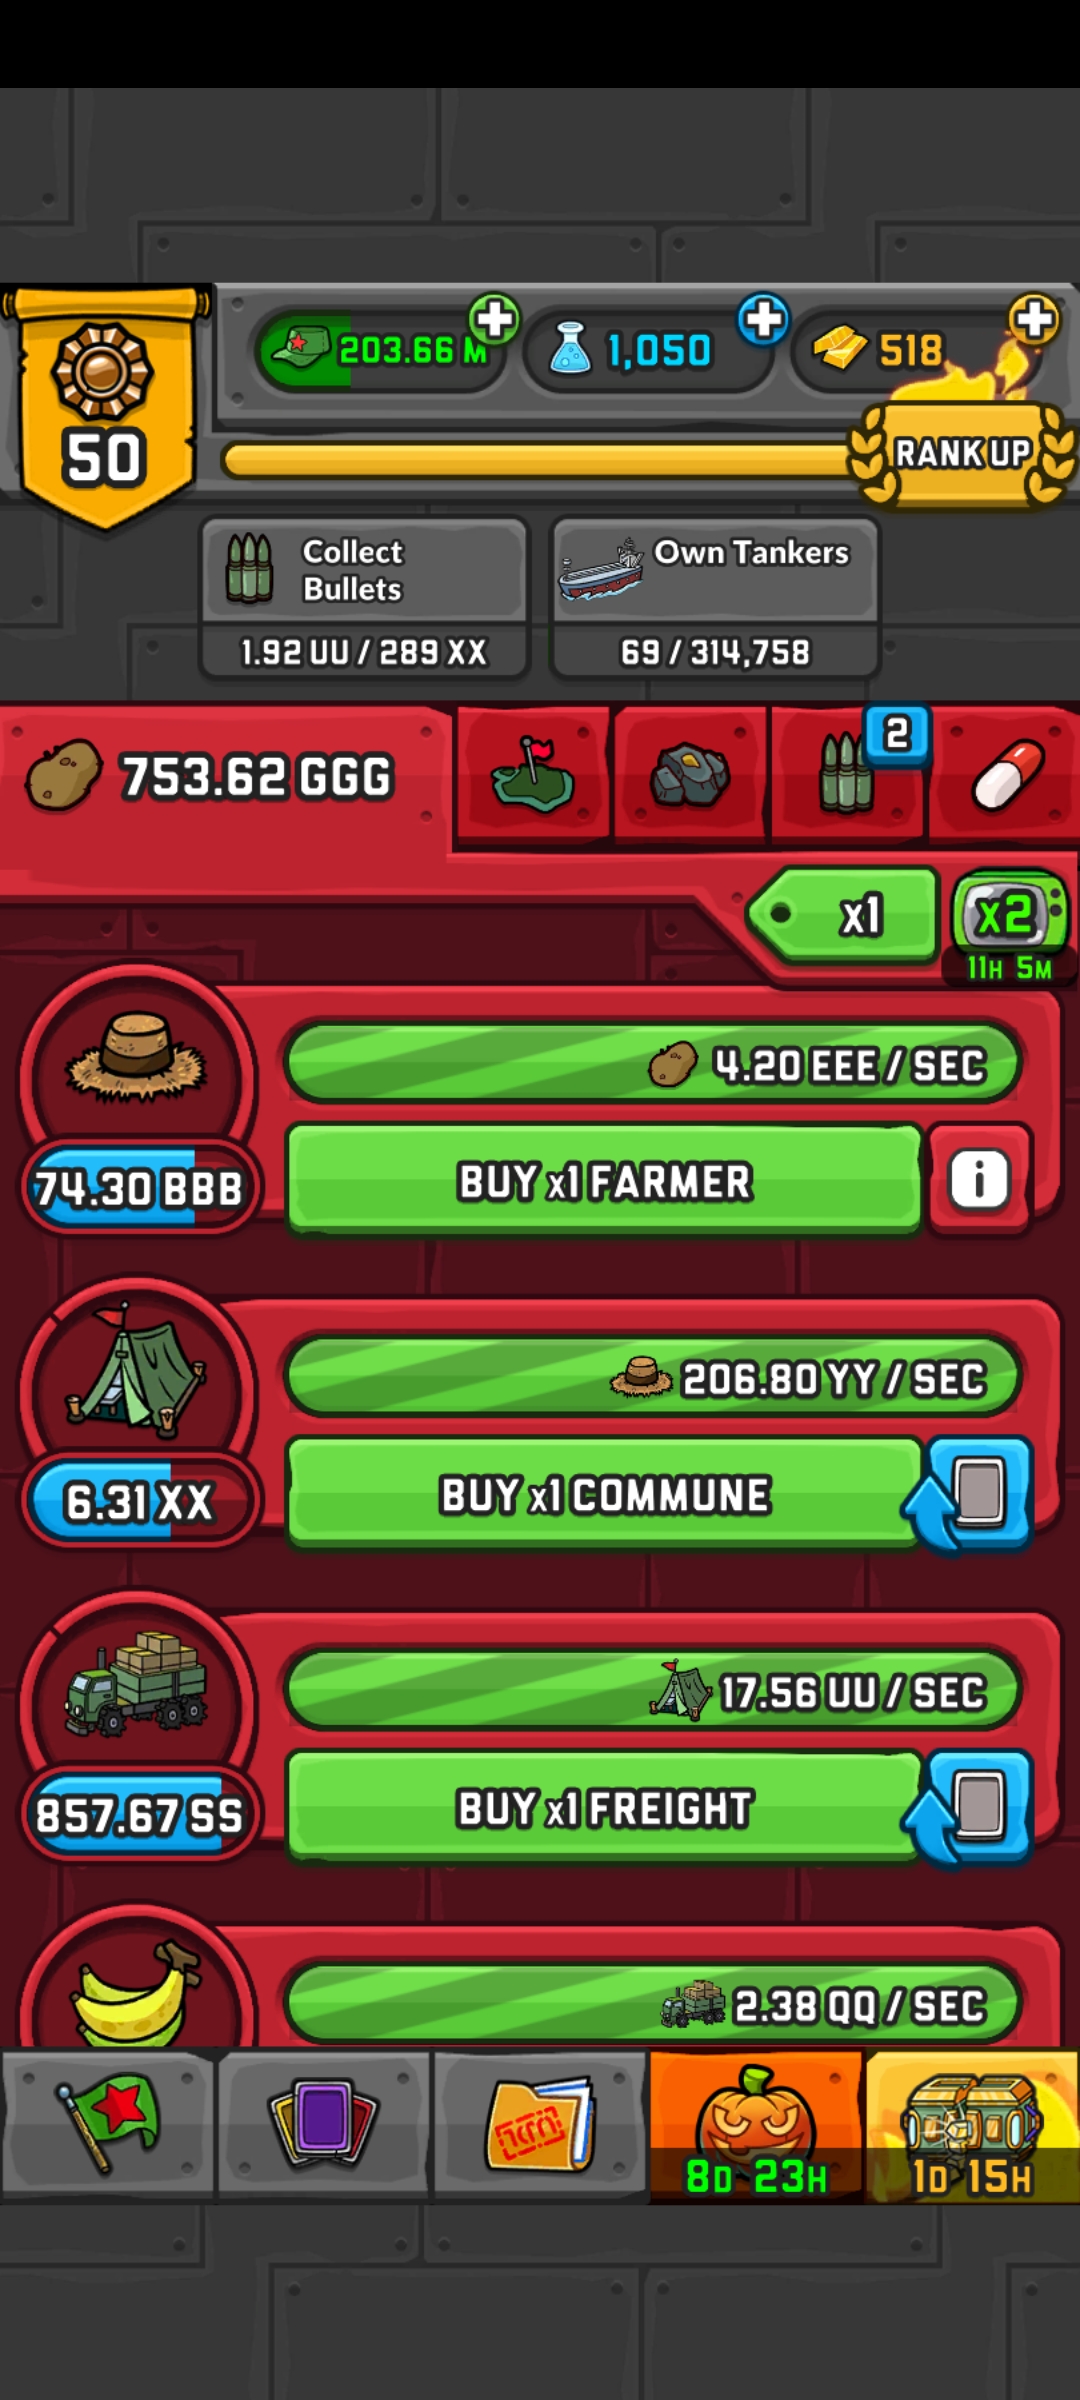 50
203.66 M
1,050
518
RANK UP
Collect
Bullets
1.92 UU / 289 XX
Own Tankers
69 / 314,758
753.62 GGG
2
x1
x2
11H 5M
4.20 EEE / SEC
74.30 BBB
BUY x1 FARMER
i
206.80 YY / SEC
6.31 XX
BUY x1 COMMUNE
17.56 UU / SEC
857.67 SS
BUY x1 FREIGHT
2.38 QQ / SEC
8D 23H
1D 15H